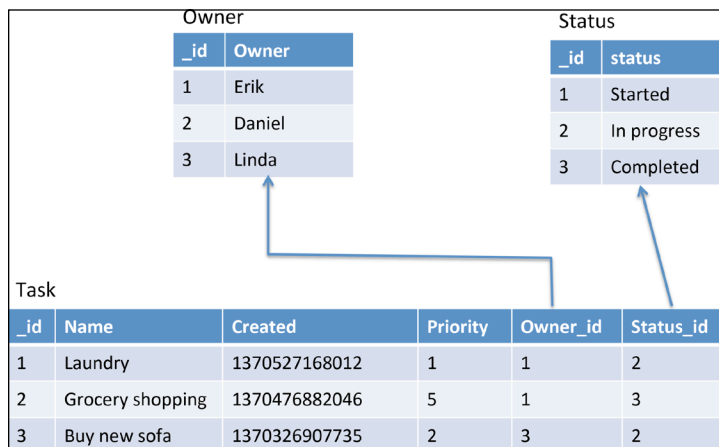 Owner
_id Owner
1 Erik
2 Daniel
3 Linda
Status
_id status
1 Started
2 In progress
3 Completed
Task
_id Name Created Priority Owner_id Status_id
1 Laundry 1370527168012 1 1 2
2 Grocery shopping 1370476882046 5 1 3
3 Buy new sofa 1370326907735 2 3 2